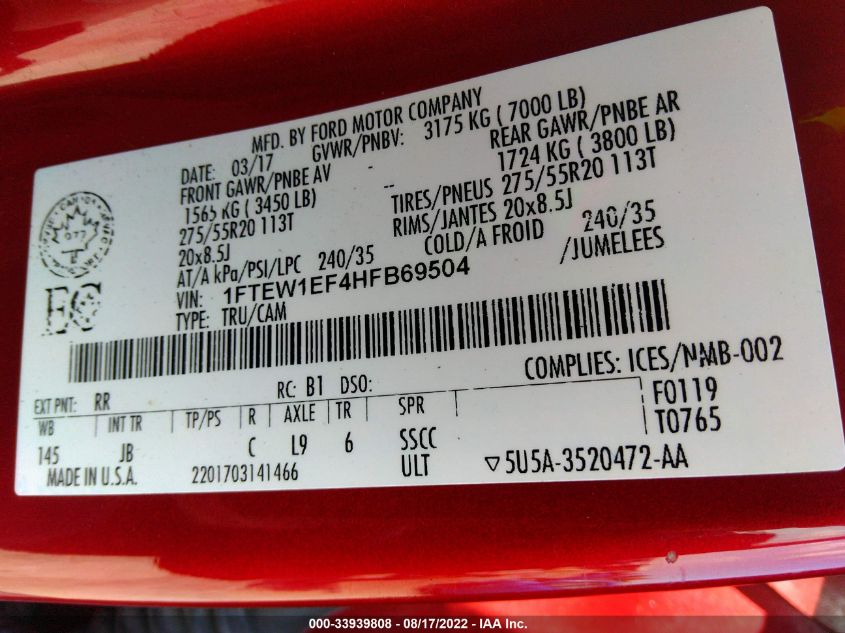 MFD. BY FORD MOTOR COMPANY
DATE: 03/17 GVWR/PNBV: 3175 KG ( 7000 LB)
FRONT GAWR/PNBE AV - REAR GAWR/PNBE AR
1565 KG ( 3450 LB) -- 1724 KG ( 3800 LB)
275/55R20 113T TIRES/PNEUS 275/55R20 113T
20x8.5J RIMS/JANTES 20x8.5J
AT/A kPa/PSI/LPC 240/35 COLD/A FROID 240/35
VIN: 1FTEW1EF4HFB69504 /JUMELEES
TYPE: TRU/CAM
CANADA
977
EC
COMPLIES: ICES/NMB-002
EXT PNT: RR RC: B1 DSO: F0119
WB INT TR TP/PS R AXLE TR SPR T0765
145 JB C L9 6 SSCC
MADE IN U.S.A. 2201703141466 ULT ▽5U5A-3520472-AA
000-33939808 - 08/17/2022 - IAA Inc.